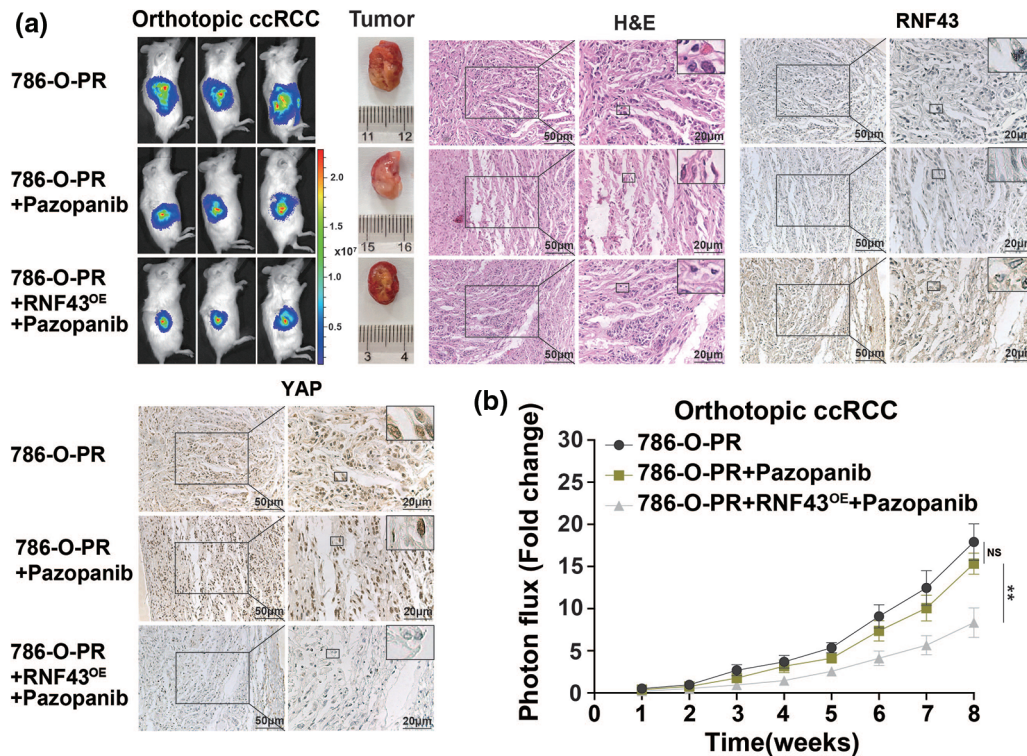 (a)
Orthotopic ccRCC
Tumor
H&E
RNF43
786-O-PR
11 12
50μm
20μm
50μm
20μm
786-O-PR
+Pazopanib
15 16
50μm
20μm
50μm
20μm
786-O-PR
+RNF43OE
+Pazopanib
3 4
50μm
20μm
50μm
20μm
2.0
1.5
x10⁷
1.0
0.5
YAP
786-O-PR
50μm
20μm
786-O-PR
+Pazopanib
50μm
20μm
786-O-PR
+RNF43OE
+Pazopanib
50μm
20μm
(b)
Orthotopic ccRCC
Photon flux (Fold change)
30
25
20
15
10
5
0
786-O-PR
786-O-PR+Pazopanib
786-O-PR+RNF43OE+Pazopanib
NS
**
0 1 2 3 4 5 6 7 8
Time(weeks)